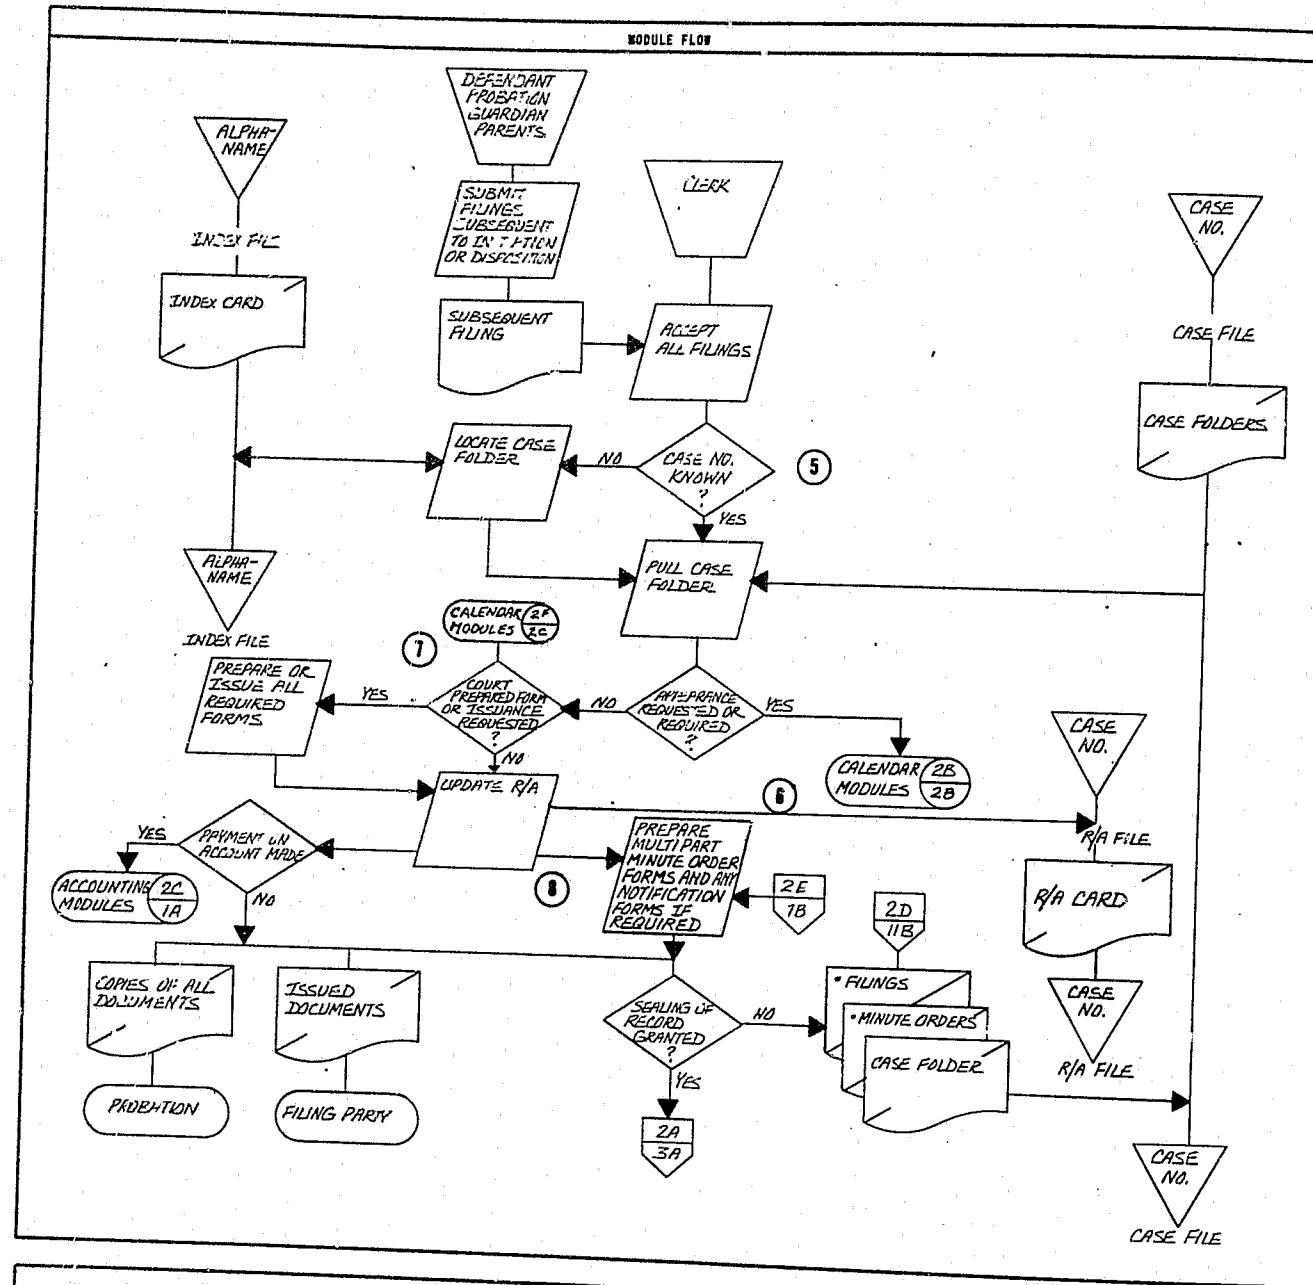 MODULE FLOW
DEFENDANT
PROBATION
GUARDIAN
PARENTS
ALPHA-
NAME
CLERK
SUBMIT
FILINGS
SUBSEQUENT
TO
OR DISPOSITION
CASE
NO.
INDEX FILE
INDEX CARD
SUBSEQUENT
FILING
ACCEPT
ALL FILINGS
CASE FILE
CASE FOLDERS
LOCATE CASE
FOLDER
NO
CASE NO.
KNOWN
?
5
YES
ALPHA-
NAME
INDEX FILE
PULL CASE
FOLDER
CALENDAR
MODULES
2F
2C
7
PREPARE OR
ISSUE ALL
REQUIRED
FORMS
YES
COURT
PREPARED FORM
OR ISSUANCE
REQUESTED
?
NO
NO
APPEARANCE
REQUESTED OR
REQUIRED
?
YES
CALENDAR
MODULES
2B
2B
CASE
NO.
UPDATE R/A
6
R/A FILE
YES
PAYMENT ON
ACCOUNT MADE
ACCOUNTING
MODULES
2C
1A
NO
8
PREPARE
MULTI PART
MINUTE ORDER
FORMS AND ANY
NOTIFICATION
FORMS IF
REQUIRED
2E
1B
2D
11B
R/A CARD
COPIES OF ALL
DOCUMENTS
ISSUED
DOCUMENTS
SEALING OF
RECORD
GRANTED
?
NO
• FILINGS
• MINUTE ORDERS
CASE FOLDER
CASE
NO.
R/A FILE
YES
PROBATION
FILING PARTY
2A
3A
CASE
NO.
CASE FILE